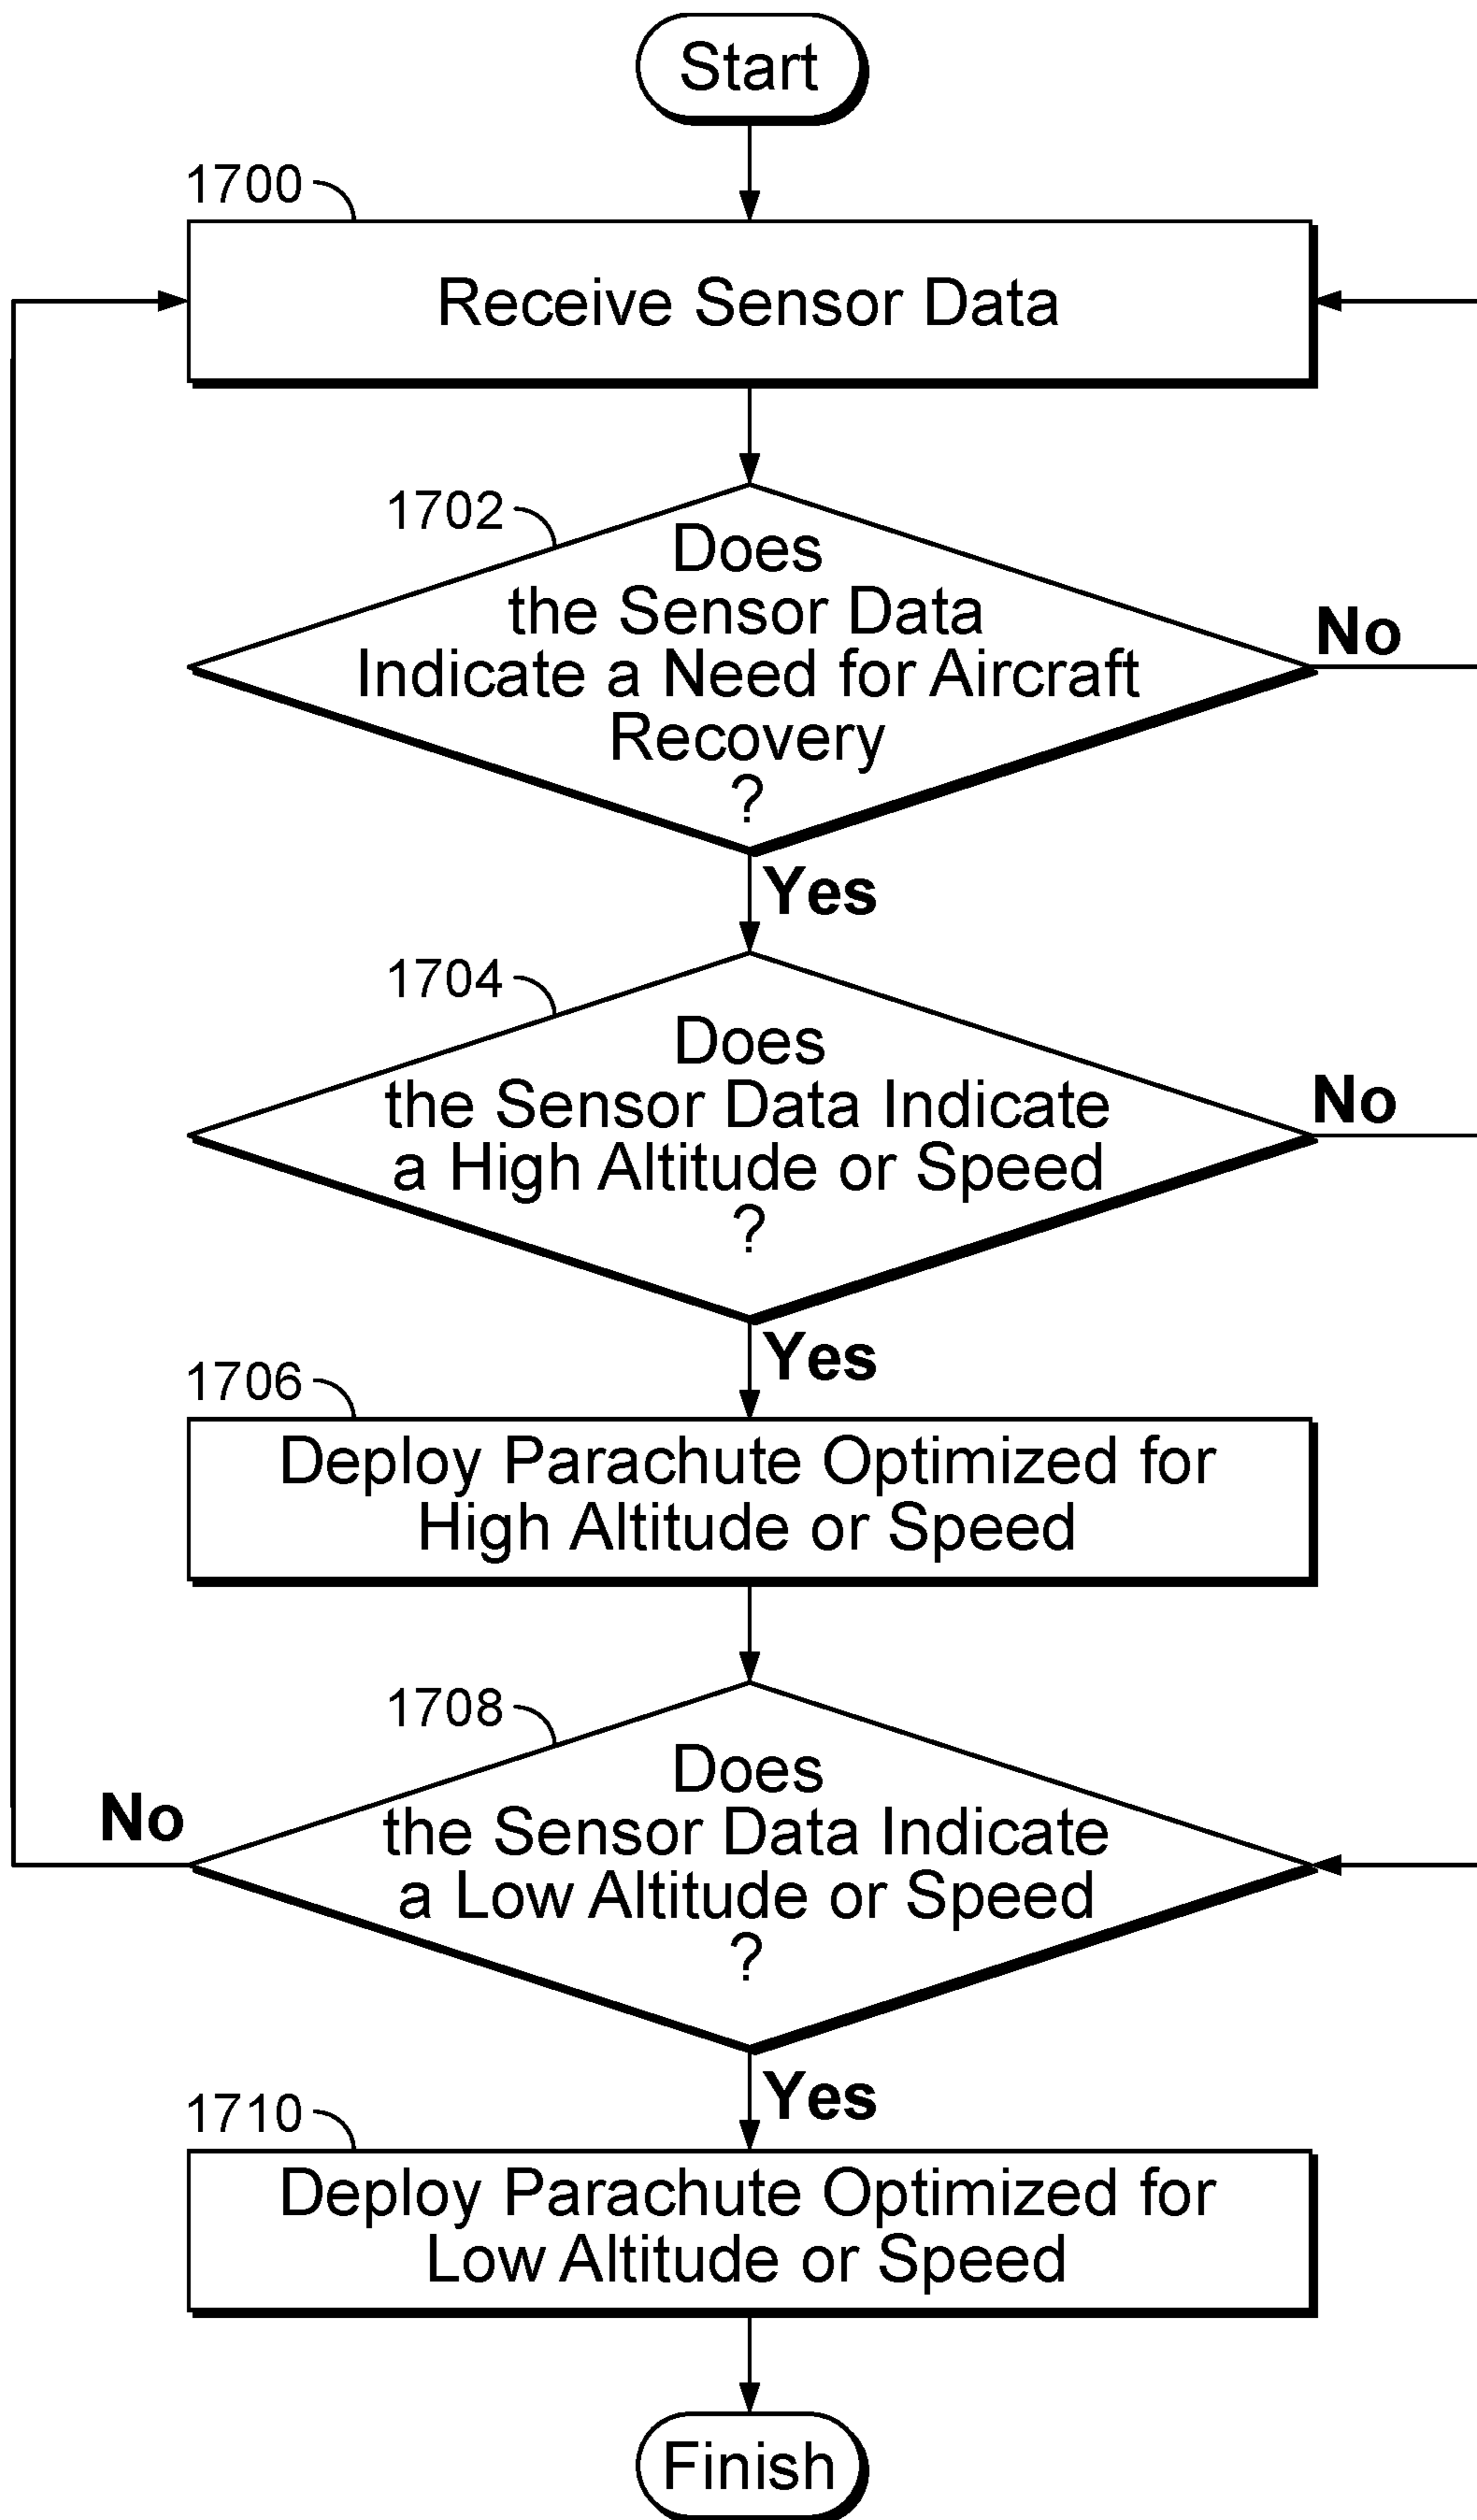 Start
1700
Receive Sensor Data
1702
Does
the Sensor Data
Indicate a Need for Aircraft
Recovery
?
No
Yes
1704
Does
the Sensor Data Indicate
a High Altitude or Speed
?
No
Yes
1706
Deploy Parachute Optimized for
High Altitude or Speed
1708
Does
the Sensor Data Indicate
a Low Altitude or Speed
?
No
Yes
1710
Deploy Parachute Optimized for
Low Altitude or Speed
Finish